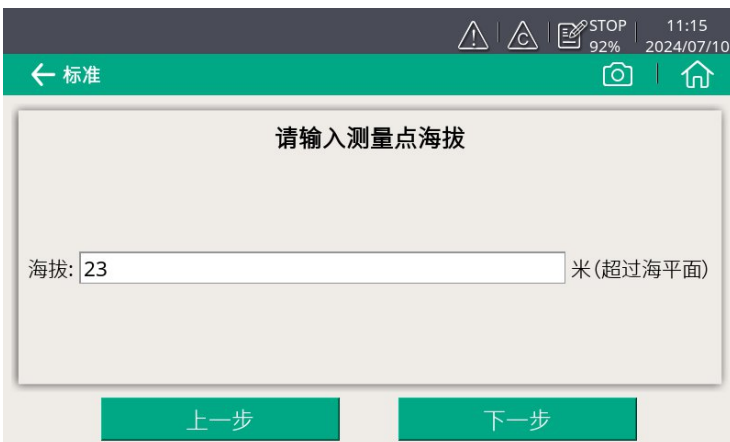 STOP 11:15
92% 2024/07/10
标准
请输入测量点海拔
海拔: 23 米(超过海平面)
上一步 下一步